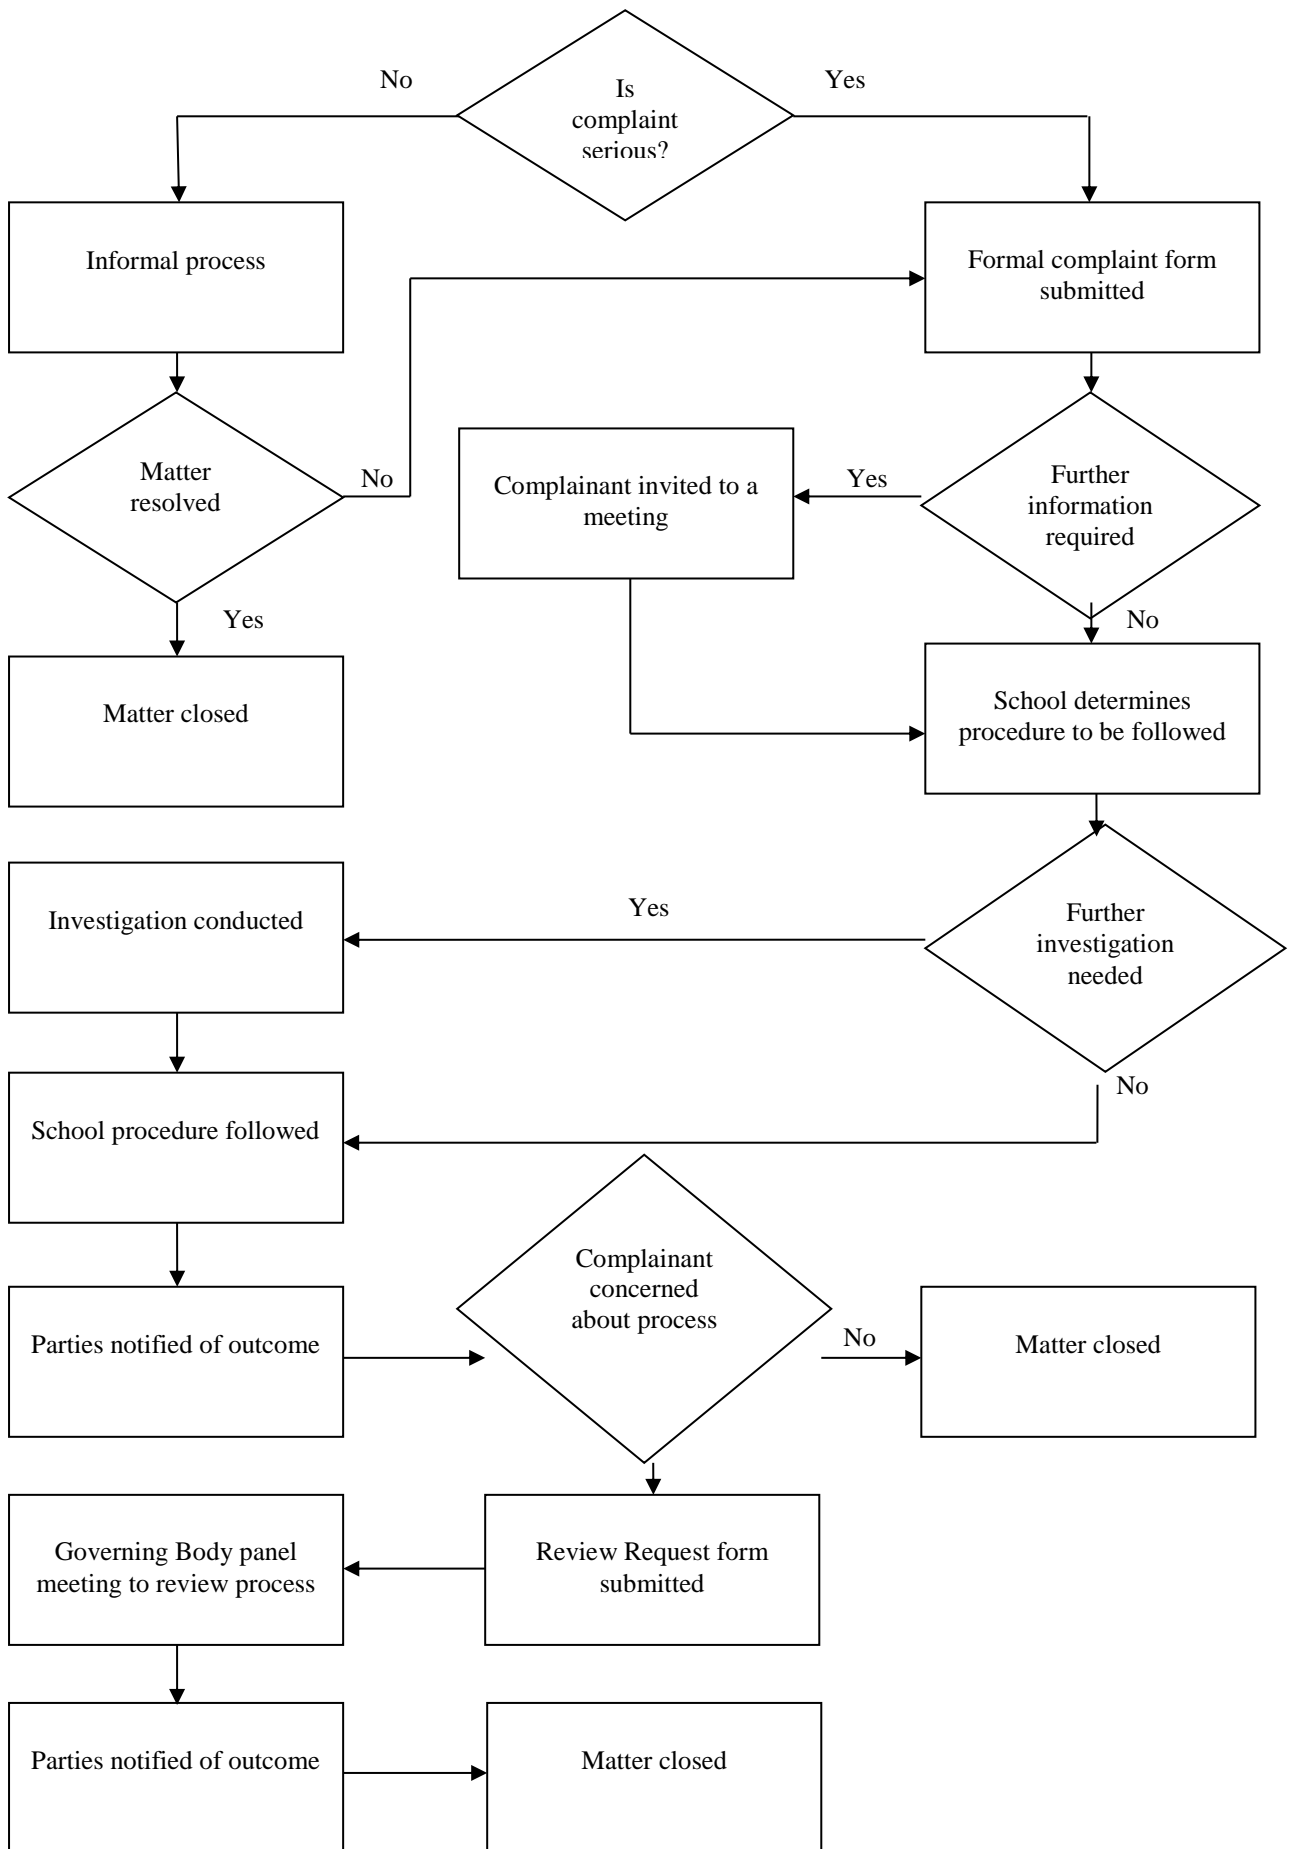 No
Is
complaint
serious?
Yes
Informal process
Formal complaint form
submitted
Matter
resolved
No
Complainant invited to a
meeting
Yes
Further
information
required
Yes
No
Matter closed
School determines
procedure to be followed
Investigation conducted
Yes
Further
investigation
needed
No
School procedure followed
Complainant
concerned
about process
Parties notified of outcome
No
Matter closed
Governing Body panel
meeting to review process
Review Request form
submitted
Parties notified of outcome
Matter closed